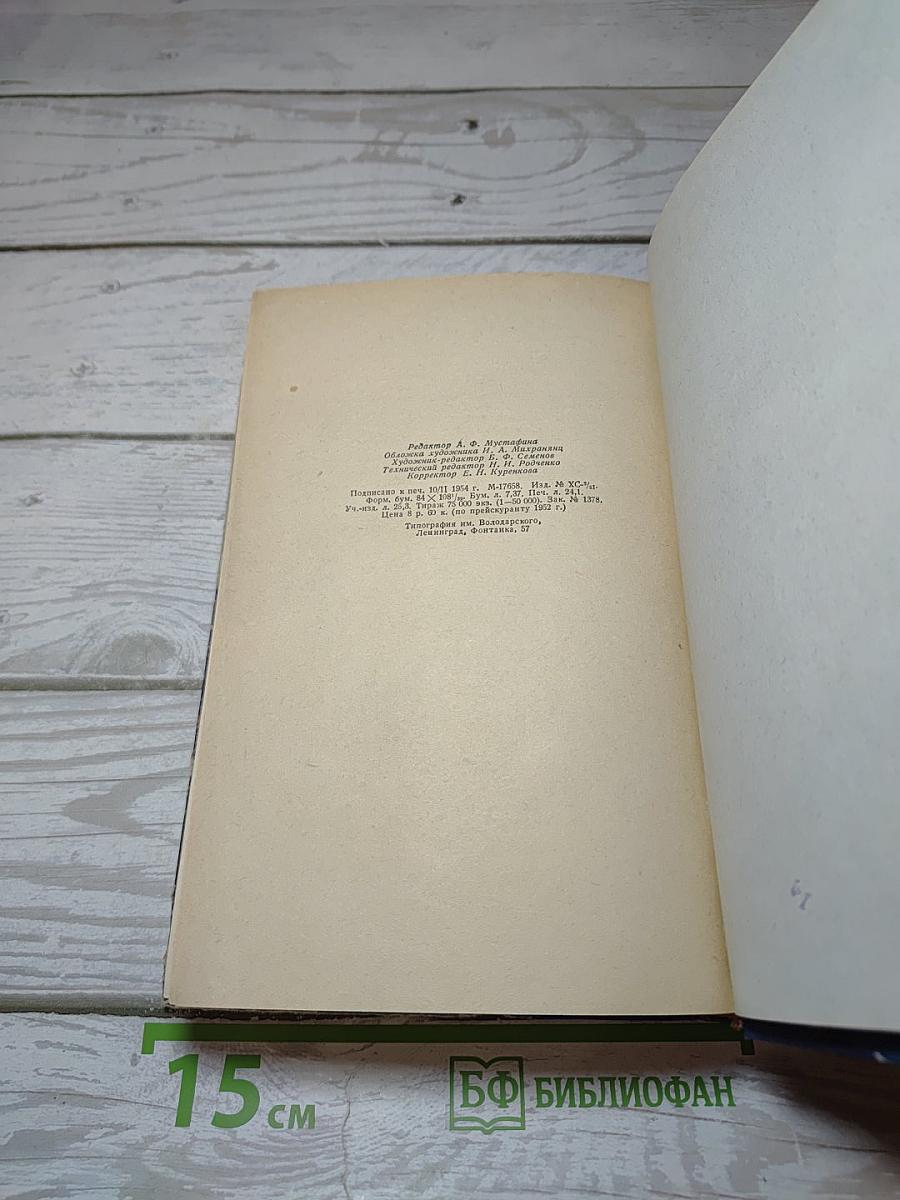 Редактор А. Ф. Мустафина
Обложка художника И. А. Михранянц
Художник-редактор Б. Ф. Семенов
Технический редактор Н. И. Родченко
Корректор Е. Н. Куренкова
Подписано к печ. 10/II 1954 г. М-17658. Изд. № ХС-
Форм. бум. 84 × 108¹/₃₂. Бум. л. 7,37. Печ. л. 24,1.
Уч.-изд. л. 25,3. Тираж 75 000 экз. (1—50 000). Зак. № 1378.
Цена 8 р. 60 к. (по прейскуранту 1952 г.)
Типография им. Володарского,
Ленинград, Фонтанка, 57
15 см
БФ БИБЛИОФАН